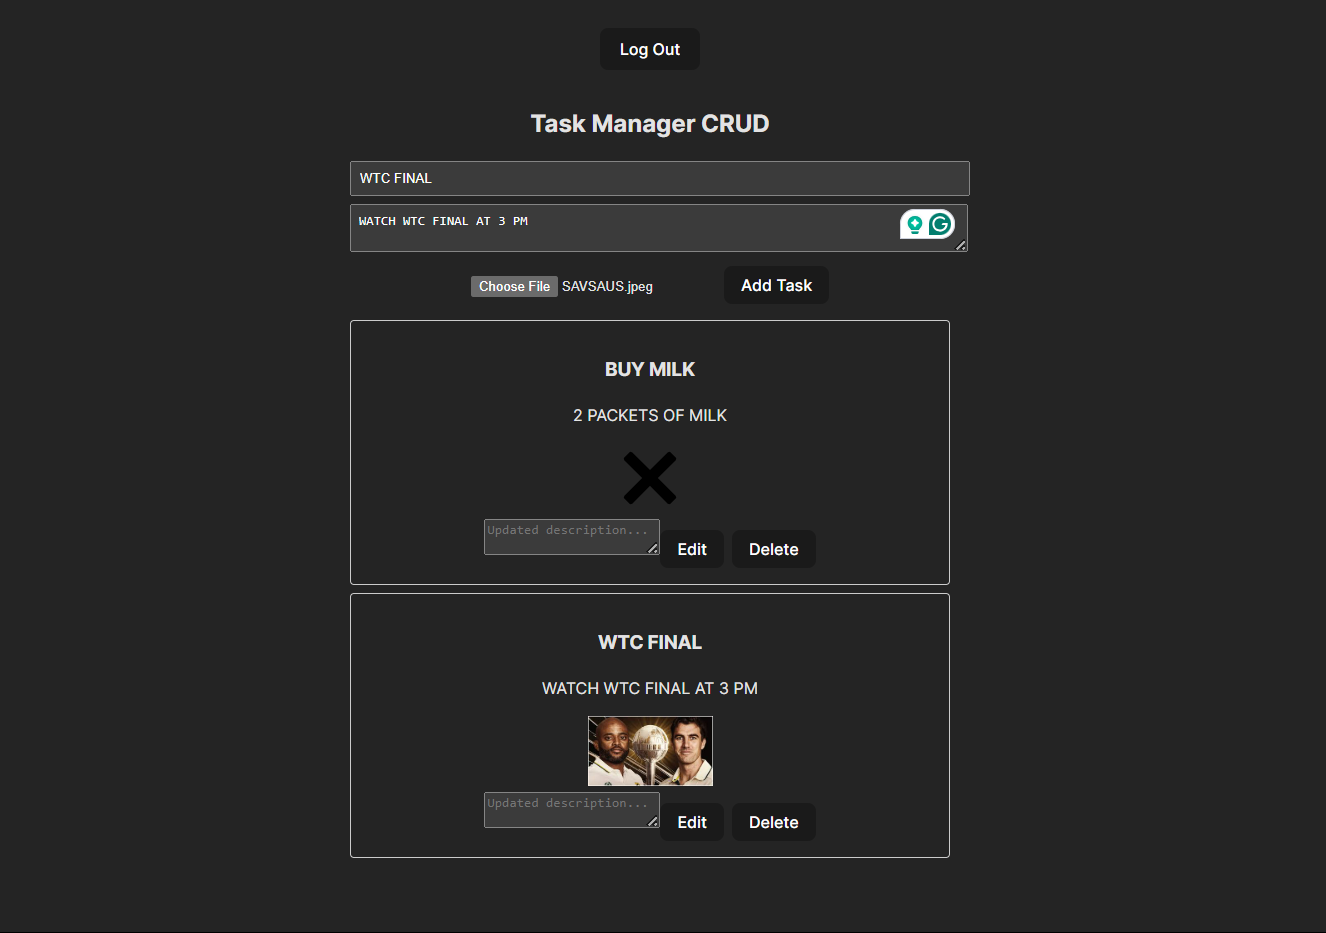 Log Out
Task Manager CRUD
WTC FINAL
WATCH WTC FINAL AT 3 PM
Choose File SAVSAUS.jpeg
Add Task
BUY MILK
2 PACKETS OF MILK
Updated description...
Edit
Delete
WTC FINAL
WATCH WTC FINAL AT 3 PM
Updated description...
Edit
Delete